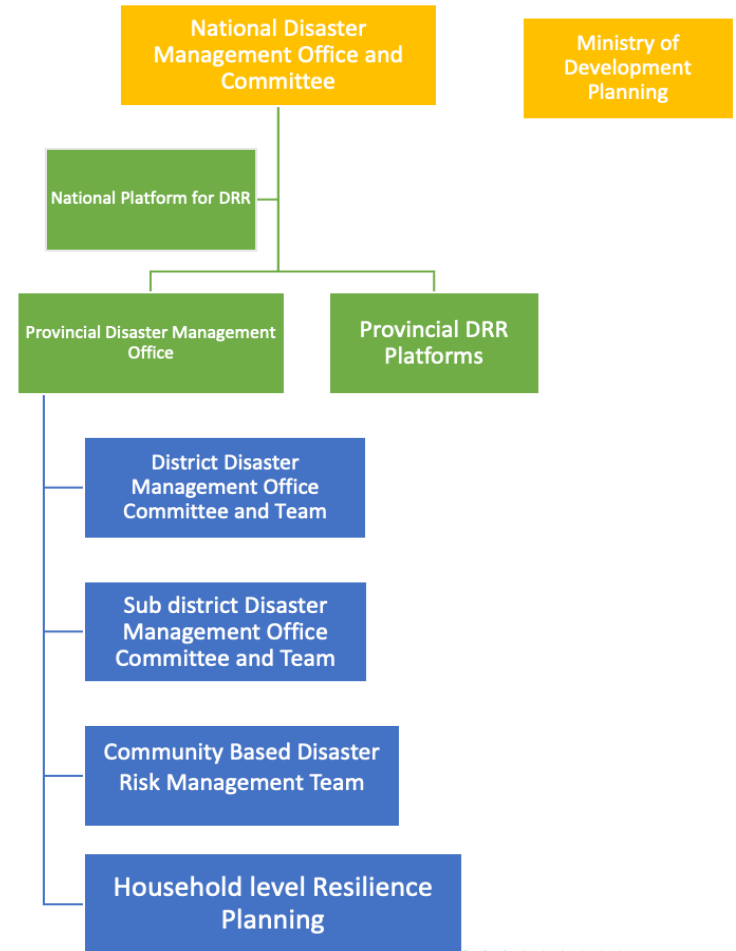 National Disaster
Management Office and
Committee
Ministry of
Development
Planning
National Platform for DRR
Provincial Disaster Management
Office
Provincial DRR
Platforms
District Disaster
Management Office
Committee and Team
Sub district Disaster
Management Office
Committee and Team
Community Based Disaster
Risk Management Team
Household level Resilience
Planning